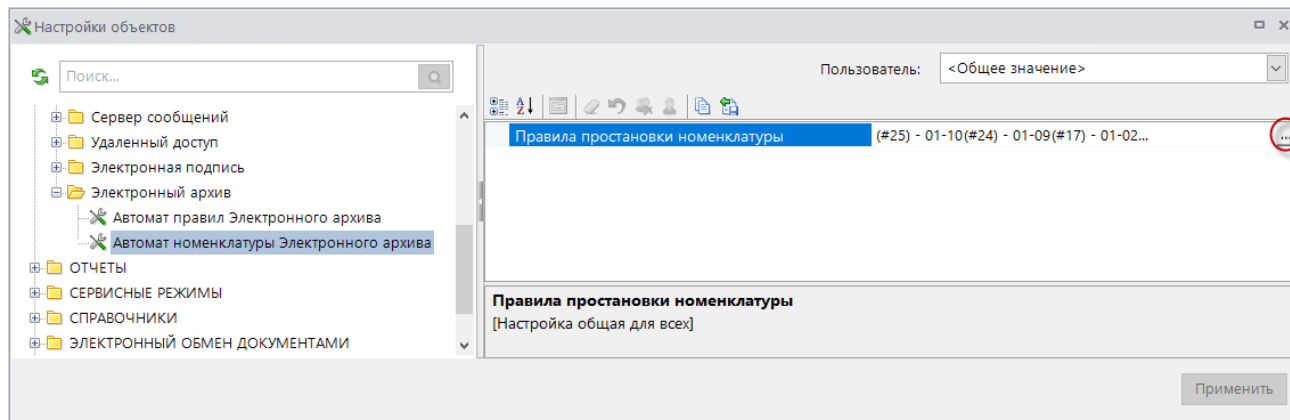 Настройки объектов
Поиск...
Пользователь: <Общее значение>
Сервер сообщений
Удаленный доступ
Электронная подпись
Электронный архив
Автомат правил Электронного архива
Автомат номенклатуры Электронного архива
ОТЧЕТЫ
СЕРВИСНЫЕ РЕЖИМЫ
СПРАВОЧНИКИ
ЭЛЕКТРОННЫЙ ОБМЕН ДОКУМЕНТАМИ
Правила простановки номенклатуры (#25) - 01-10(#24) - 01-09(#17) - 01-02... ...
Правила простановки номенклатуры
[Настройка общая для всех]
Применить